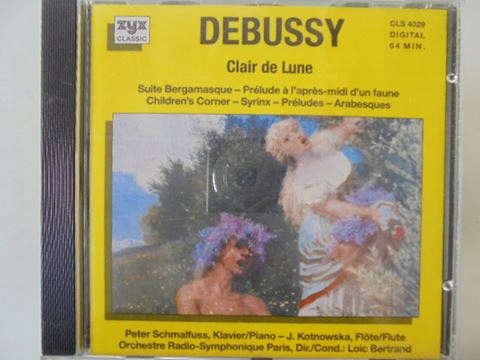 ZYX
CLASSIC
DEBUSSY
CLS 4029
DIGITAL
64 MIN.
Clair de Lune
Suite Bergamasque – Prélude à l'après-midi d'un faune
Children's Corner – Syrinx – Préludes – Arabesques
Peter Schmalfuss, Klavier/Piano – J. Kotnowska, Flöte/Flute
Orchestre Radio-Symphonique Paris, Dir./Cond.: Loic Bertrand